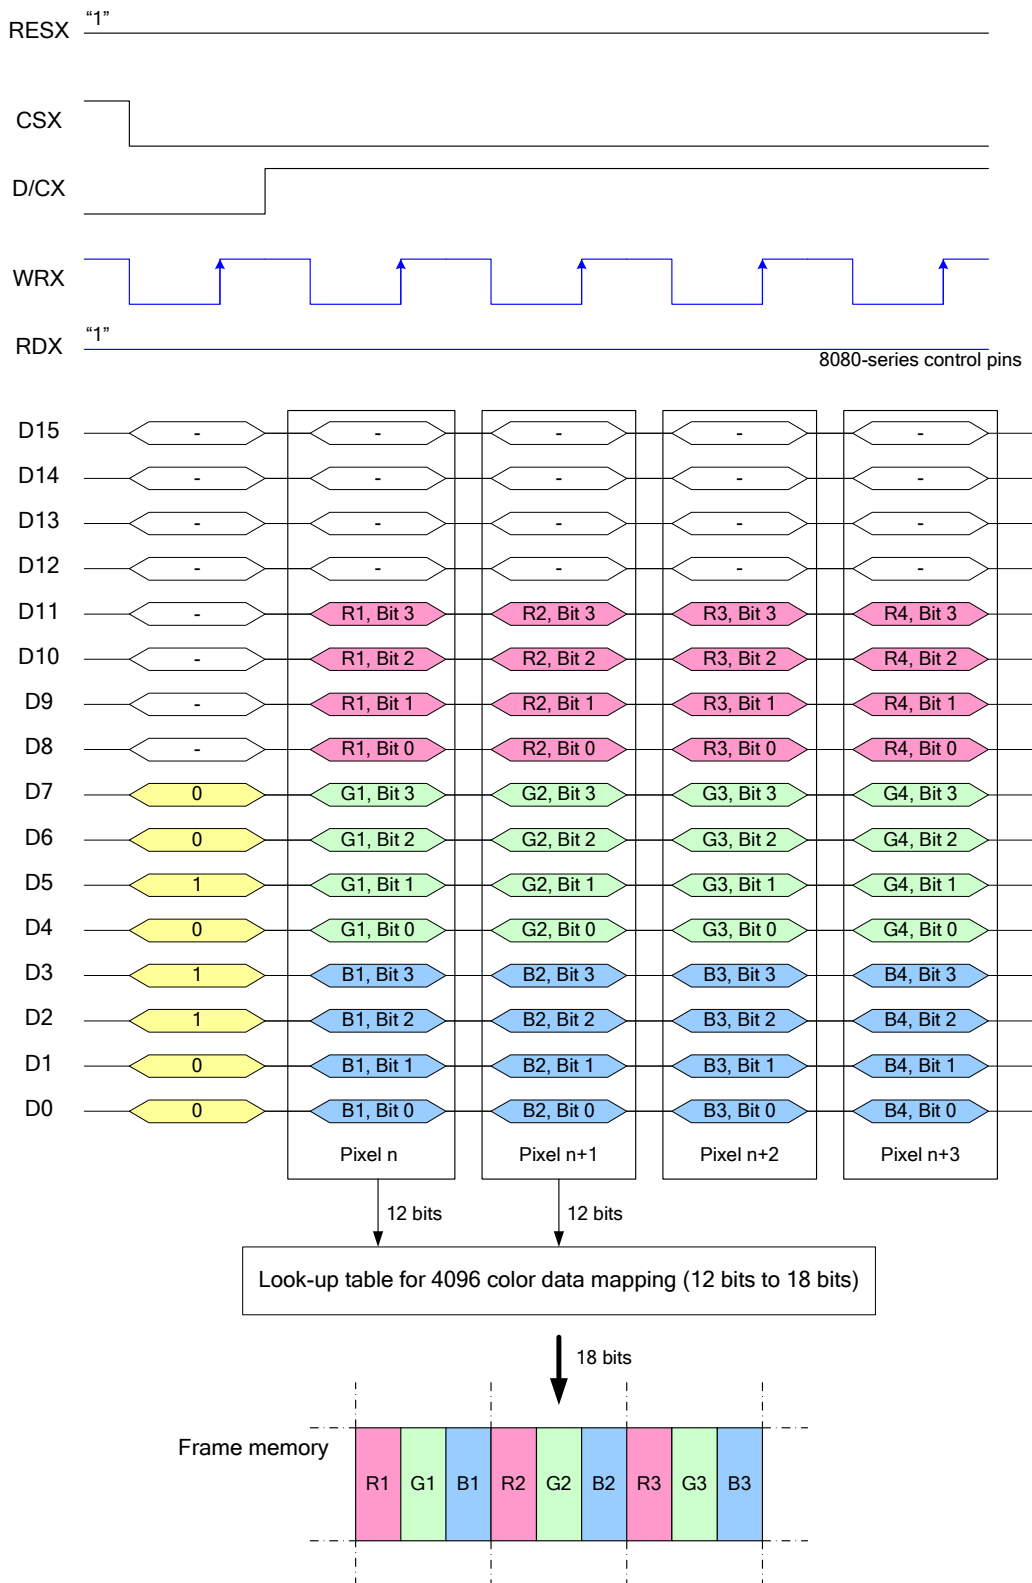 RESX “1”
CSX
D/CX
WRX
RDX “1”
8080-series control pins
D15 - - - - -
D14 - - - - -
D13 - - - - -
D12 - - - - -
D11 - R1, Bit 3 R2, Bit 3 R3, Bit 3 R4, Bit 3
D10 - R1, Bit 2 R2, Bit 2 R3, Bit 2 R4, Bit 2
D9 - R1, Bit 1 R2, Bit 1 R3, Bit 1 R4, Bit 1
D8 - R1, Bit 0 R2, Bit 0 R3, Bit 0 R4, Bit 0
D7 0 G1, Bit 3 G2, Bit 3 G3, Bit 3 G4, Bit 3
D6 0 G1, Bit 2 G2, Bit 2 G3, Bit 2 G4, Bit 2
D5 1 G1, Bit 1 G2, Bit 1 G3, Bit 1 G4, Bit 1
D4 0 G1, Bit 0 G2, Bit 0 G3, Bit 0 G4, Bit 0
D3 1 B1, Bit 3 B2, Bit 3 B3, Bit 3 B4, Bit 3
D2 1 B1, Bit 2 B2, Bit 2 B3, Bit 2 B4, Bit 2
D1 0 B1, Bit 1 B2, Bit 1 B3, Bit 1 B4, Bit 1
D0 0 B1, Bit 0 B2, Bit 0 B3, Bit 0 B4, Bit 0
Pixel n Pixel n+1 Pixel n+2 Pixel n+3
12 bits 12 bits
Look-up table for 4096 color data mapping (12 bits to 18 bits)
18 bits
Frame memory
R1 G1 B1 R2 G2 B2 R3 G3 B3